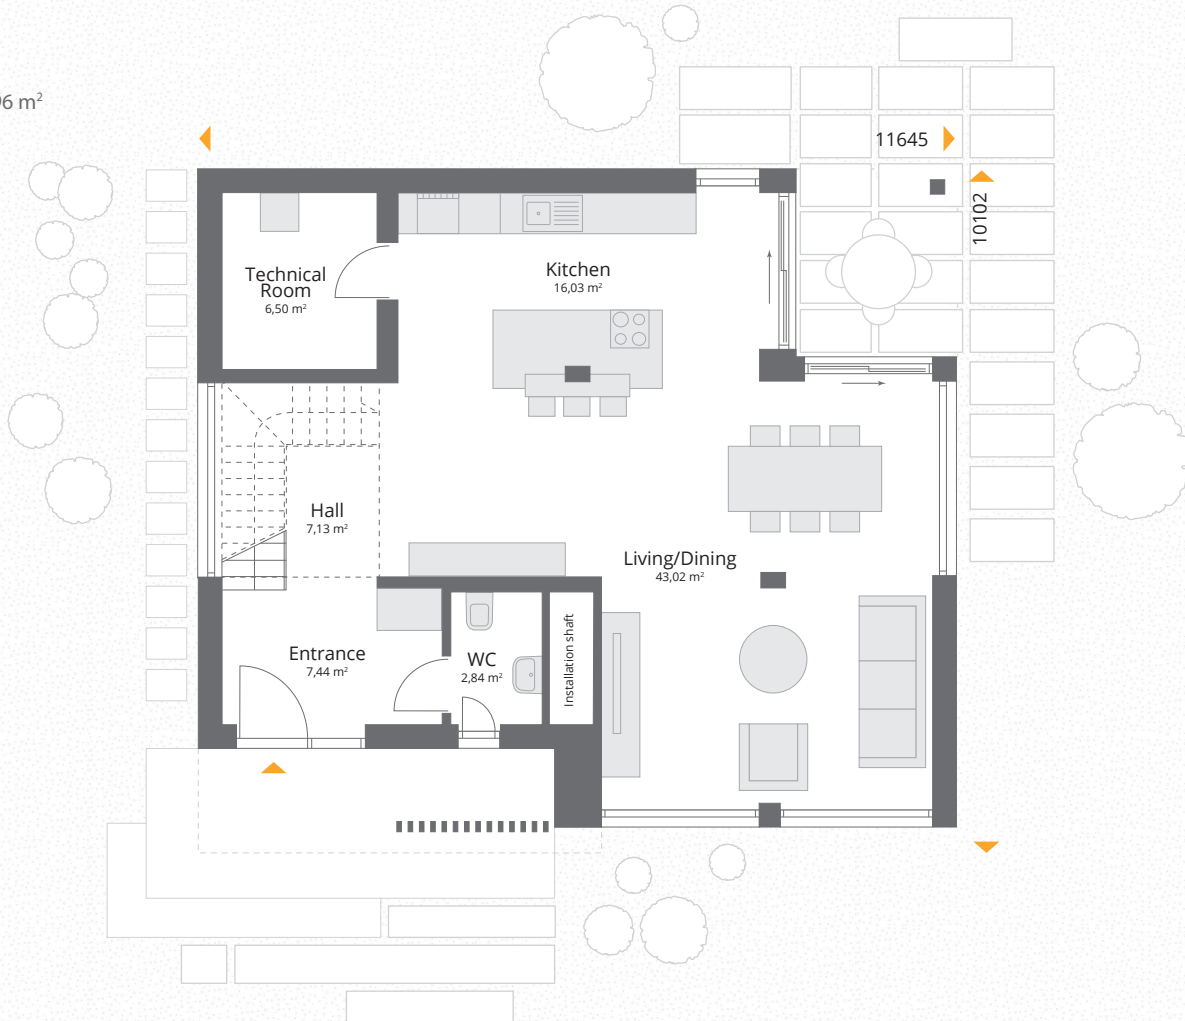 96 m²
11645
10102
Technical
Room
6,50 m²
Kitchen
16,03 m²
Hall
7,13 m²
Living/Dining
43,02 m²
Entrance
7,44 m²
WC
2,84 m²
Installation shaft